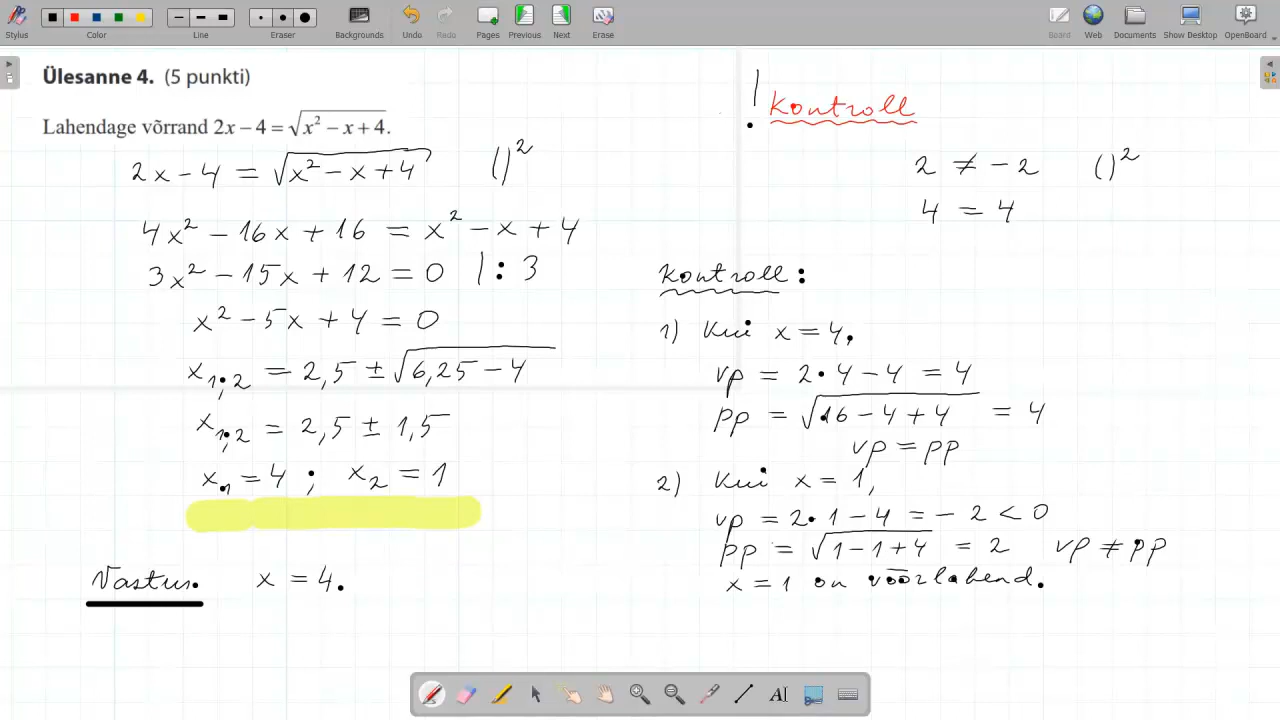 Stylus Color Line Eraser Backgrounds Undo Redo Pages Previous Next Erase Board Web Documents Show Desktop OpenBoard
Ülesanne 4. (5 punkti)
Lahendage võrrand 2x – 4 = √(x² – x + 4).
2x - 4 = √(x² - x + 4) ()²
4x² - 16x + 16 = x² - x + 4
3x² - 15x + 12 = 0 | : 3
x² - 5x + 4 = 0
x₁;₂ = 2,5 ± √(6,25 - 4)
x₁;₂ = 2,5 ± 1,5
x₁ = 4 ; x₂ = 1
Vastus. x = 4.
! Kontroll
2 ≠ -2 ()²
4 = 4
Kontroll:
1) Kui x = 4,
vp = 2·4 - 4 = 4
pp = √(16 - 4 + 4) = 4
vp = pp
2) Kui x = 1,
vp = 2·1 - 4 = -2 < 0
pp = √(1 - 1 + 4) = 2 vp ≠ pp
x = 1 on võõrlahend.